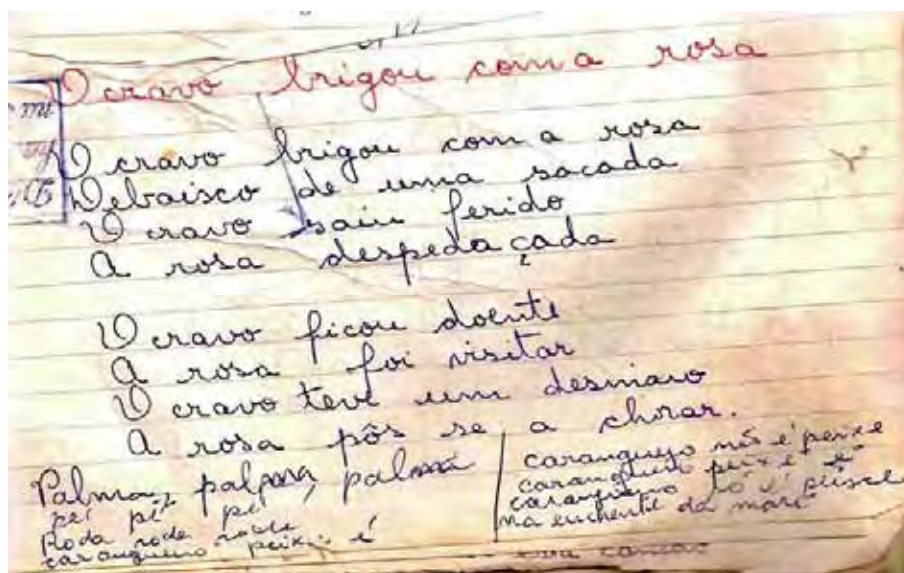 O cravo brigou com a rosa
O cravo brigou com a rosa
Debaisco de uma sacada
O cravo saiu ferido
A rosa despedaçada
O cravo ficou doente
A rosa foi visitar
O cravo teve um desmaio
A rosa pôs se a chorar.
Palma, palma, palma
pé pé pé
Roda roda roda
caranguejo peixe é
caranguejo não é peixe
caranguejo peixe é
caranguejo só é peisce
na enchente da maré